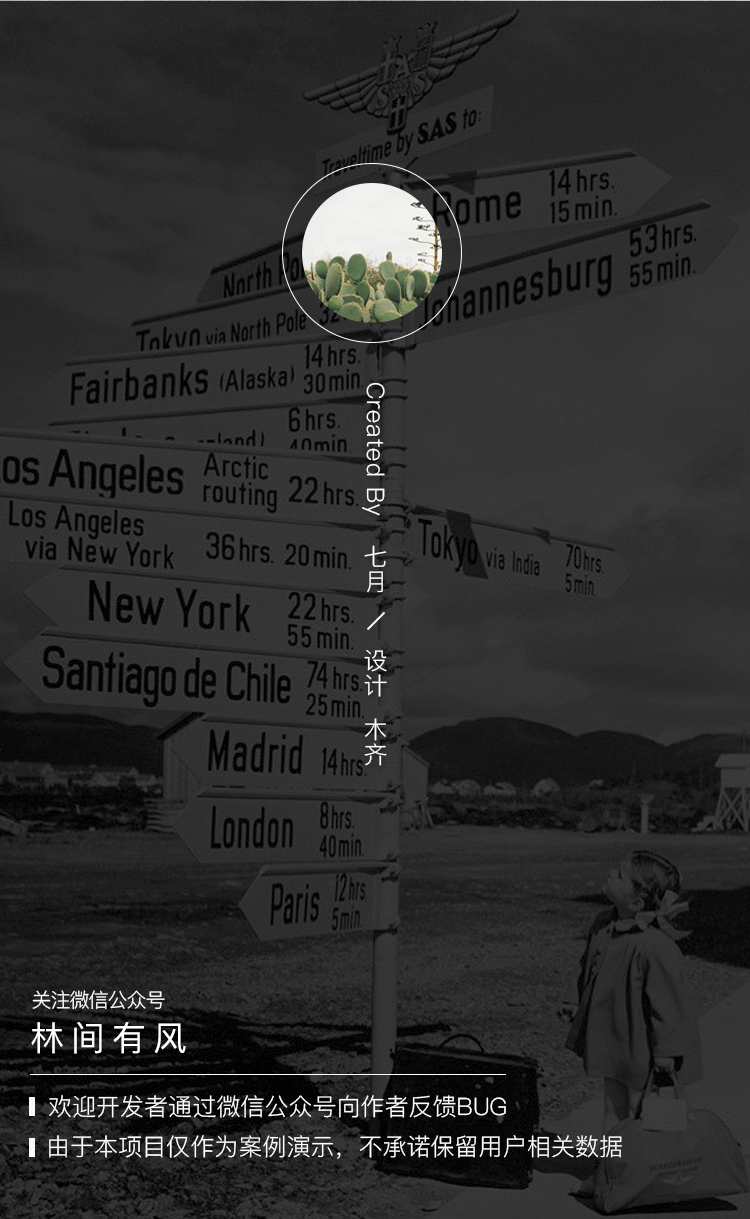 SAS
Traveltime by SAS to:
Rome 14 hrs. 15 min.
Johannesburg 53 hrs. 55 min.
North
Tokyo via North Pole
Fairbanks (Alaska) 14 hrs. 30 min.
6 hrs. 40 min.
Los Angeles Arctic routing 22 hrs.
Los Angeles via New York 36 hrs. 20 min.
Tokyo via India 70 hrs. 5 min.
New York 22 hrs. 55 min.
Santiago de Chile 74 hrs. 25 min.
Madrid 14 hrs.
London 8 hrs. 40 min.
Paris 12 hrs. 5 min.
Created By 七月 / 设计 木齐
关注微信公众号
林间有风
欢迎开发者通过微信公众号向作者反馈BUG
由于本项目仅作为案例演示，不承诺保留用户相关数据